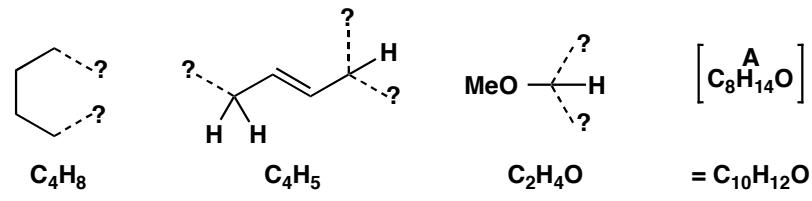 ? ? C₄H₈
? ? ? H H H C₄H₅
MeO ? H ? C₂H₄O
[ A C₈H₁₄O ]
= C₁₀H₁₂O